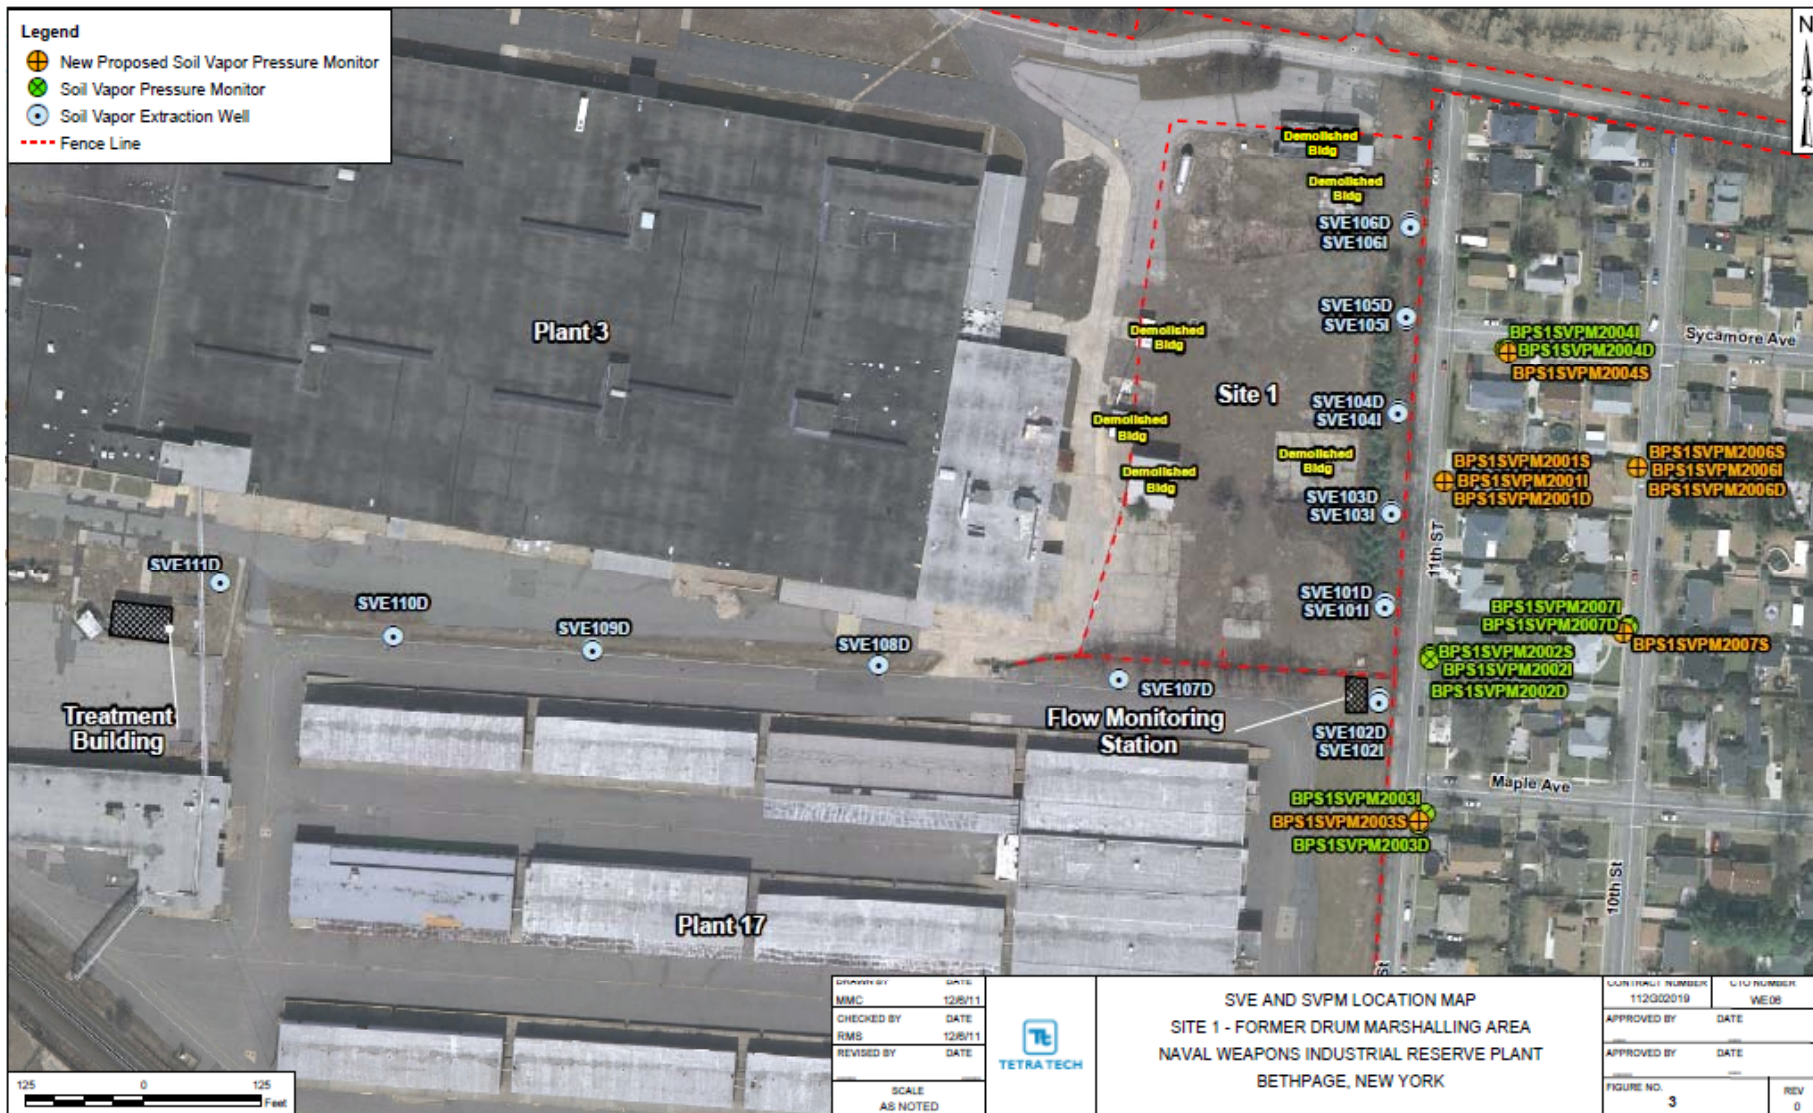 Legend
New Proposed Soil Vapor Pressure Monitor
Soil Vapor Pressure Monitor
Soil Vapor Extraction Well
Fence Line
N
Demolished
Bldg
Demolished
Bldg
SVE106D
SVE106I
SVE105D
SVE105I
Demolished
Bldg
Plant 3
Site 1
BPS1SVPM2004I
BPS1SVPM2004D
BPS1SVPM2004S
Sycamore Ave
SVE104D
SVE104I
Demolished
Bldg
Demolished
Bldg
Demolished
Bldg
BPS1SVPM2001S
BPS1SVPM2001I
BPS1SVPM2001D
BPS1SVPM2006S
BPS1SVPM2006I
BPS1SVPM2006D
SVE103D
SVE103I
11th ST
SVE111D
SVE110D
SVE109D
SVE108D
SVE107D
SVE101D
SVE101I
BPS1SVPM2007I
BPS1SVPM2007D
BPS1SVPM2007S
BPS1SVPM2002S
BPS1SVPM2002I
BPS1SVPM2002D
Treatment
Building
Flow Monitoring
Station
SVE102D
SVE102I
Maple Ave
BPS1SVPM2003I
BPS1SVPM2003S
BPS1SVPM2003D
10th St
Plant 17
St
125 0 125
Feet
DRAWN BY DATE
MMC 12/6/11
CHECKED BY DATE
RMS 12/6/11
REVISED BY DATE
SCALE
AS NOTED
Tt
TETRA TECH
SVE AND SVPM LOCATION MAP
SITE 1 - FORMER DRUM MARSHALLING AREA
NAVAL WEAPONS INDUSTRIAL RESERVE PLANT
BETHPAGE, NEW YORK
CONTRACT NUMBER CTO NUMBER
112G02019 WE06
APPROVED BY DATE
APPROVED BY DATE
FIGURE NO. REV
3 0